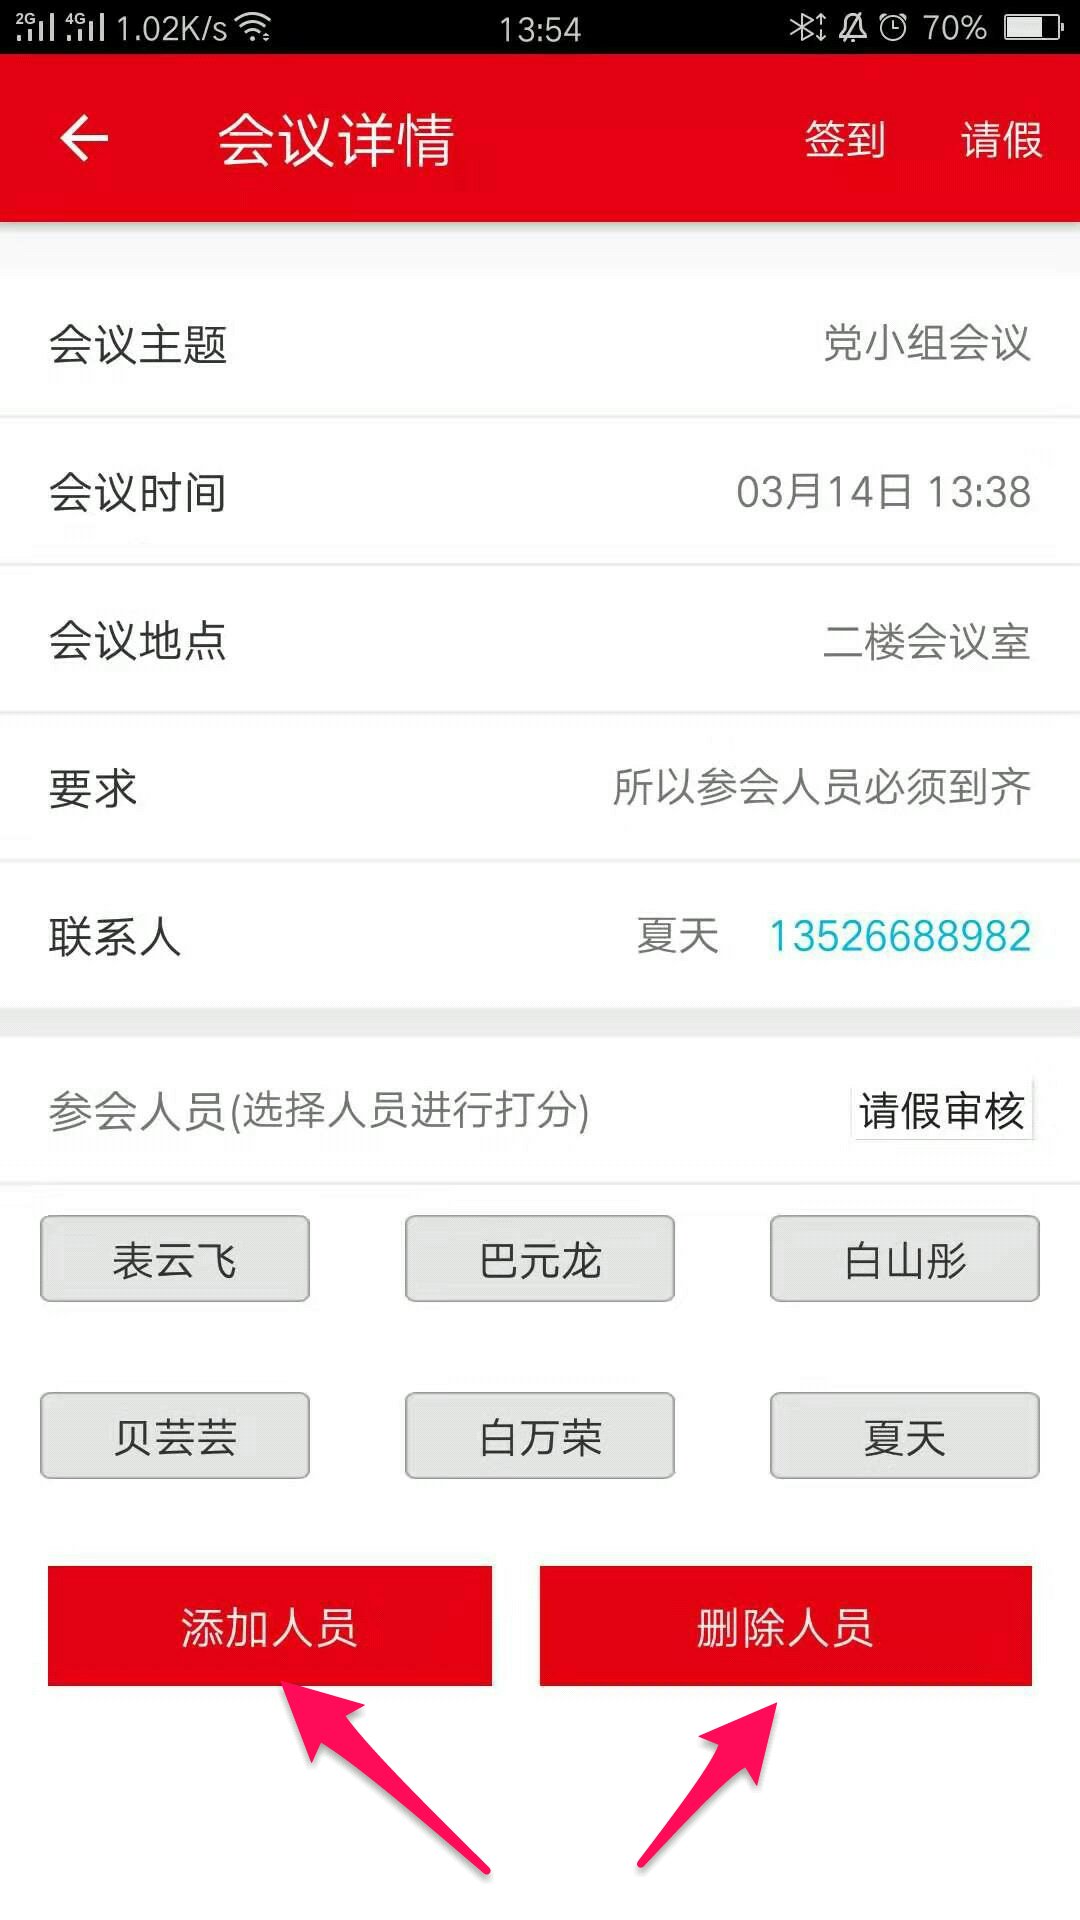 2G 4G 1.02K/s 13:54 70%
会议详情 签到 请假
会议主题 党小组会议
会议时间 03月14日 13:38
会议地点 二楼会议室
要求 所以参会人员必须到齐
联系人 夏天 13526688982
参会人员(选择人员进行打分) 请假审核
表云飞 巴元龙 白山彤
贝芸芸 白万荣 夏天
添加人员 删除人员